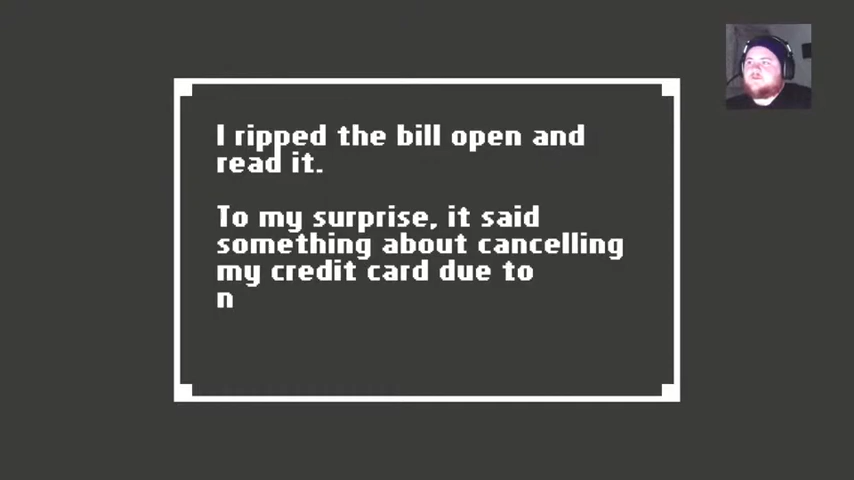 I ripped the bill open and
read it.
To my surprise, it said
something about cancelling
my credit card due to
n